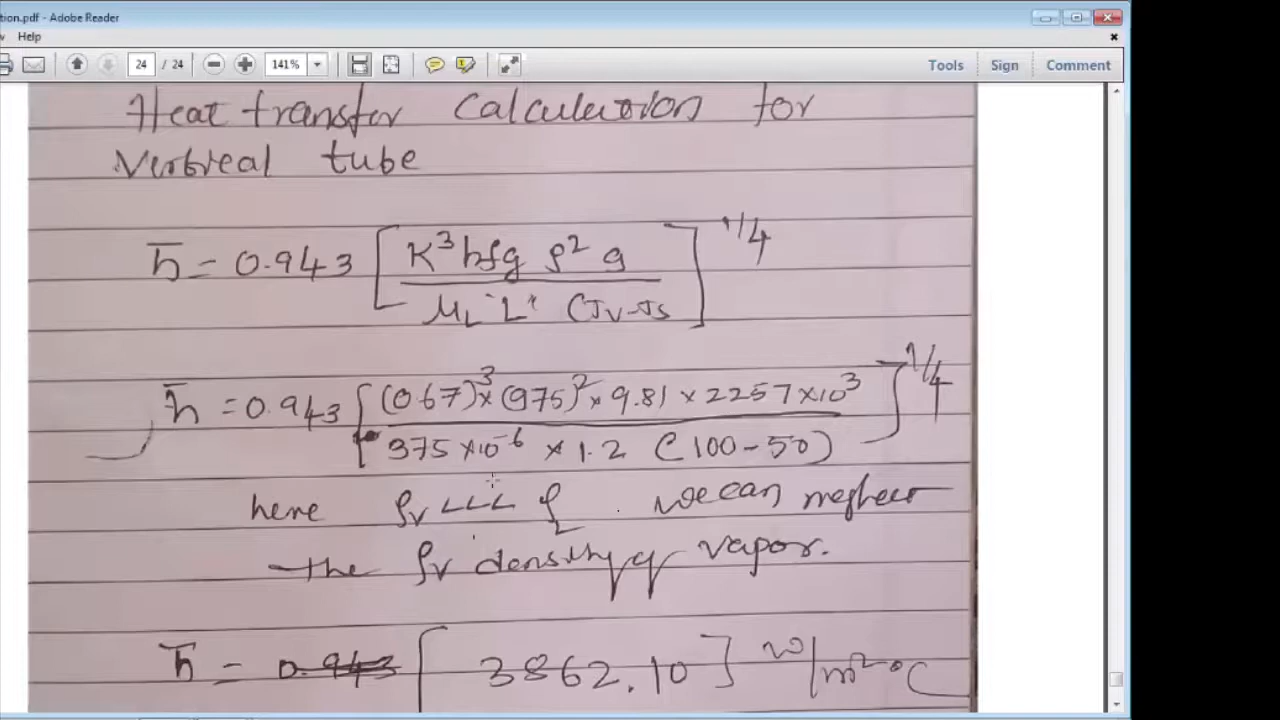 tion.pdf - Adobe Reader
Help
24 / 24 141% Tools Sign Comment
Heat transfer Calculation for
Vertical tube
h̄ = 0.943 [ K³ hfg ρ² g / μL L (Tv-Ts ]^1/4
h̄ = 0.943 [ (0.67)³ × (975)² × 9.81 × 2257 × 10³ / 375 × 10⁻⁶ × 1.2 (100-50) ]^1/4
here ρv <<< ρL we can neglect
the ρv density of vapor.
h̄ = 0.943 [ 3862.10 ] w/m² °C